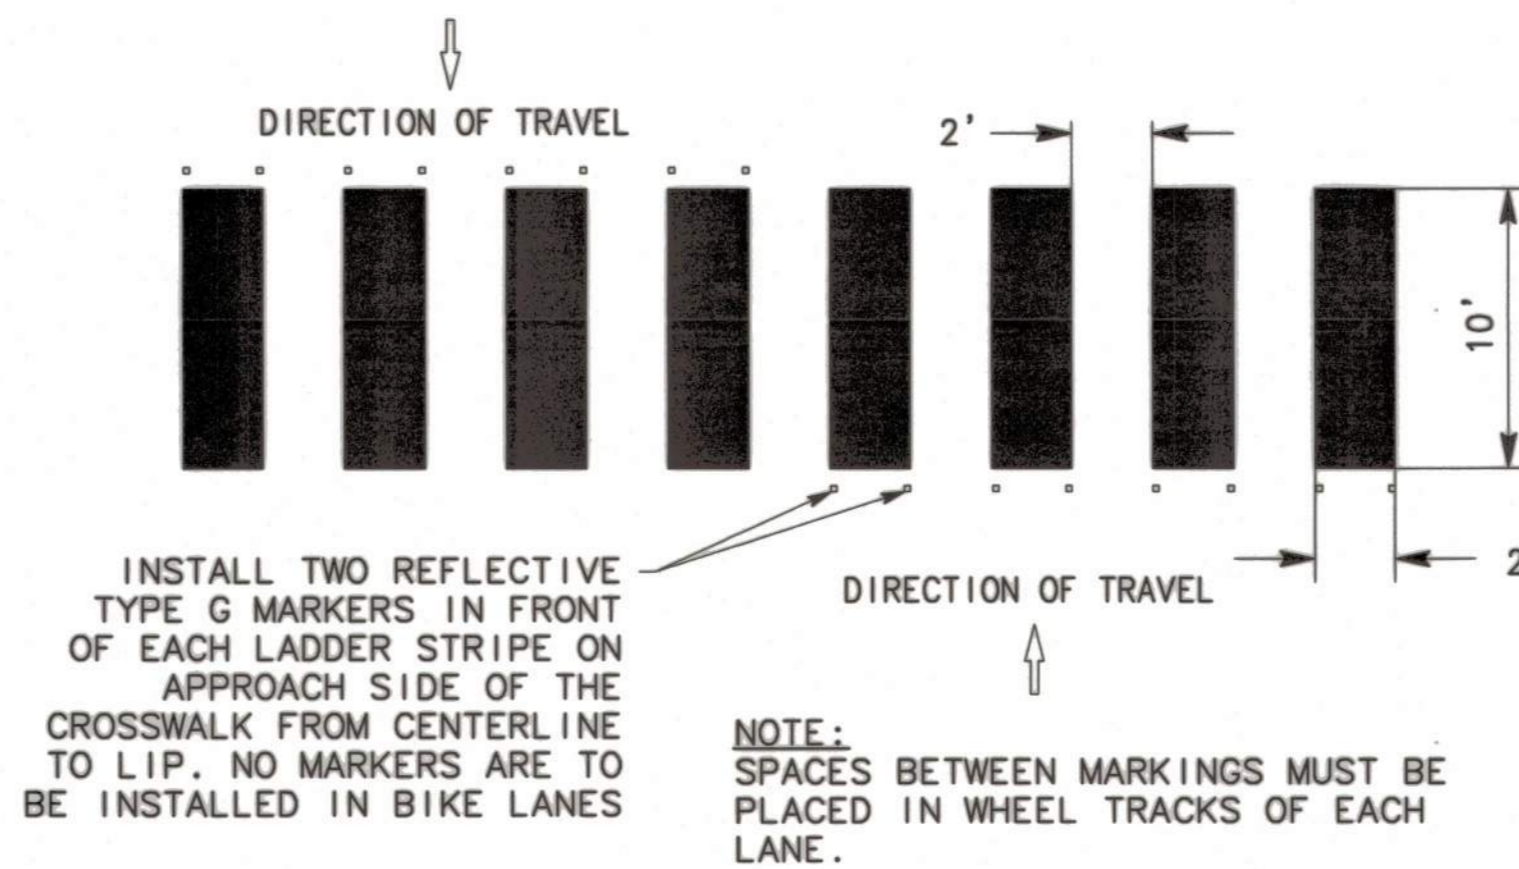 DIRECTION OF TRAVEL
2'
10'
INSTALL TWO REFLECTIVE
TYPE G MARKERS IN FRONT
OF EACH LADDER STRIPE ON
APPROACH SIDE OF THE
CROSSWALK FROM CENTERLINE
TO LIP. NO MARKERS ARE TO
BE INSTALLED IN BIKE LANES
2
DIRECTION OF TRAVEL
NOTE:
SPACES BETWEEN MARKINGS MUST BE
PLACED IN WHEEL TRACKS OF EACH
LANE.